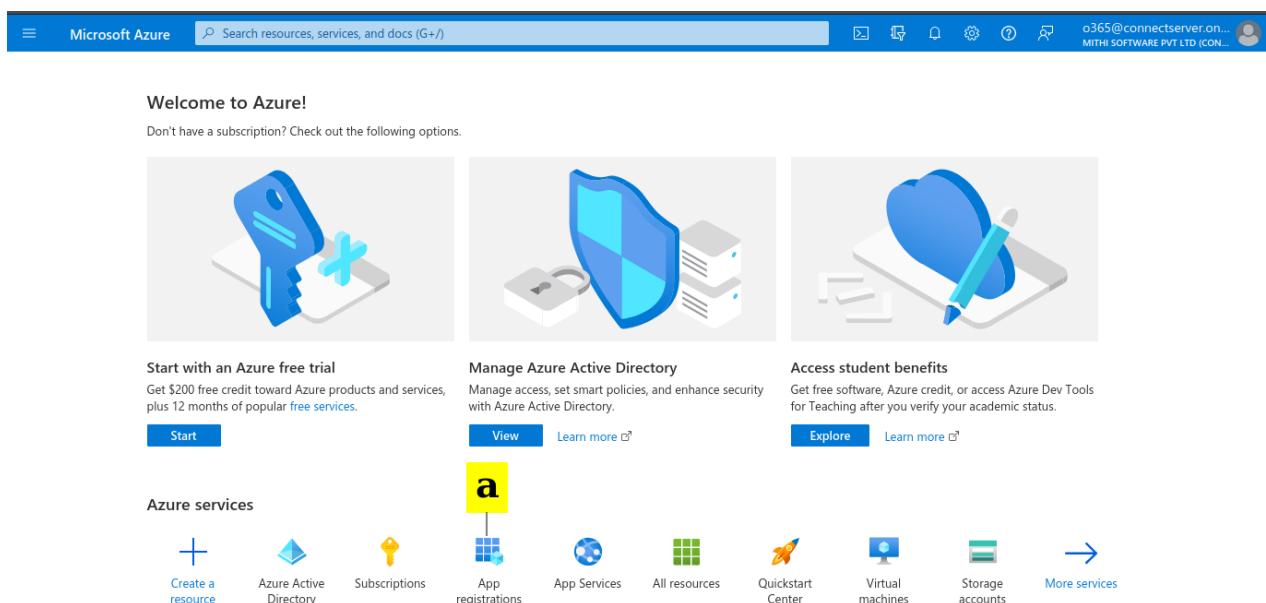 Microsoft Azure
Search resources, services, and docs (G+/)
o365@connectserver.on...
MITHI SOFTWARE PVT LTD (CON...
Welcome to Azure!
Don't have a subscription? Check out the following options.
Start with an Azure free trial
Get $200 free credit toward Azure products and services,
plus 12 months of popular free services.
Start
Manage Azure Active Directory
Manage access, set smart policies, and enhance security
with Azure Active Directory.
View Learn more
Access student benefits
Get free software, Azure credit, or access Azure Dev Tools
for Teaching after you verify your academic status.
Explore Learn more
a
Azure services
Create a
resource
Azure Active
Directory
Subscriptions
App
registrations
App Services
All resources
Quickstart
Center
Virtual
machines
Storage
accounts
More services